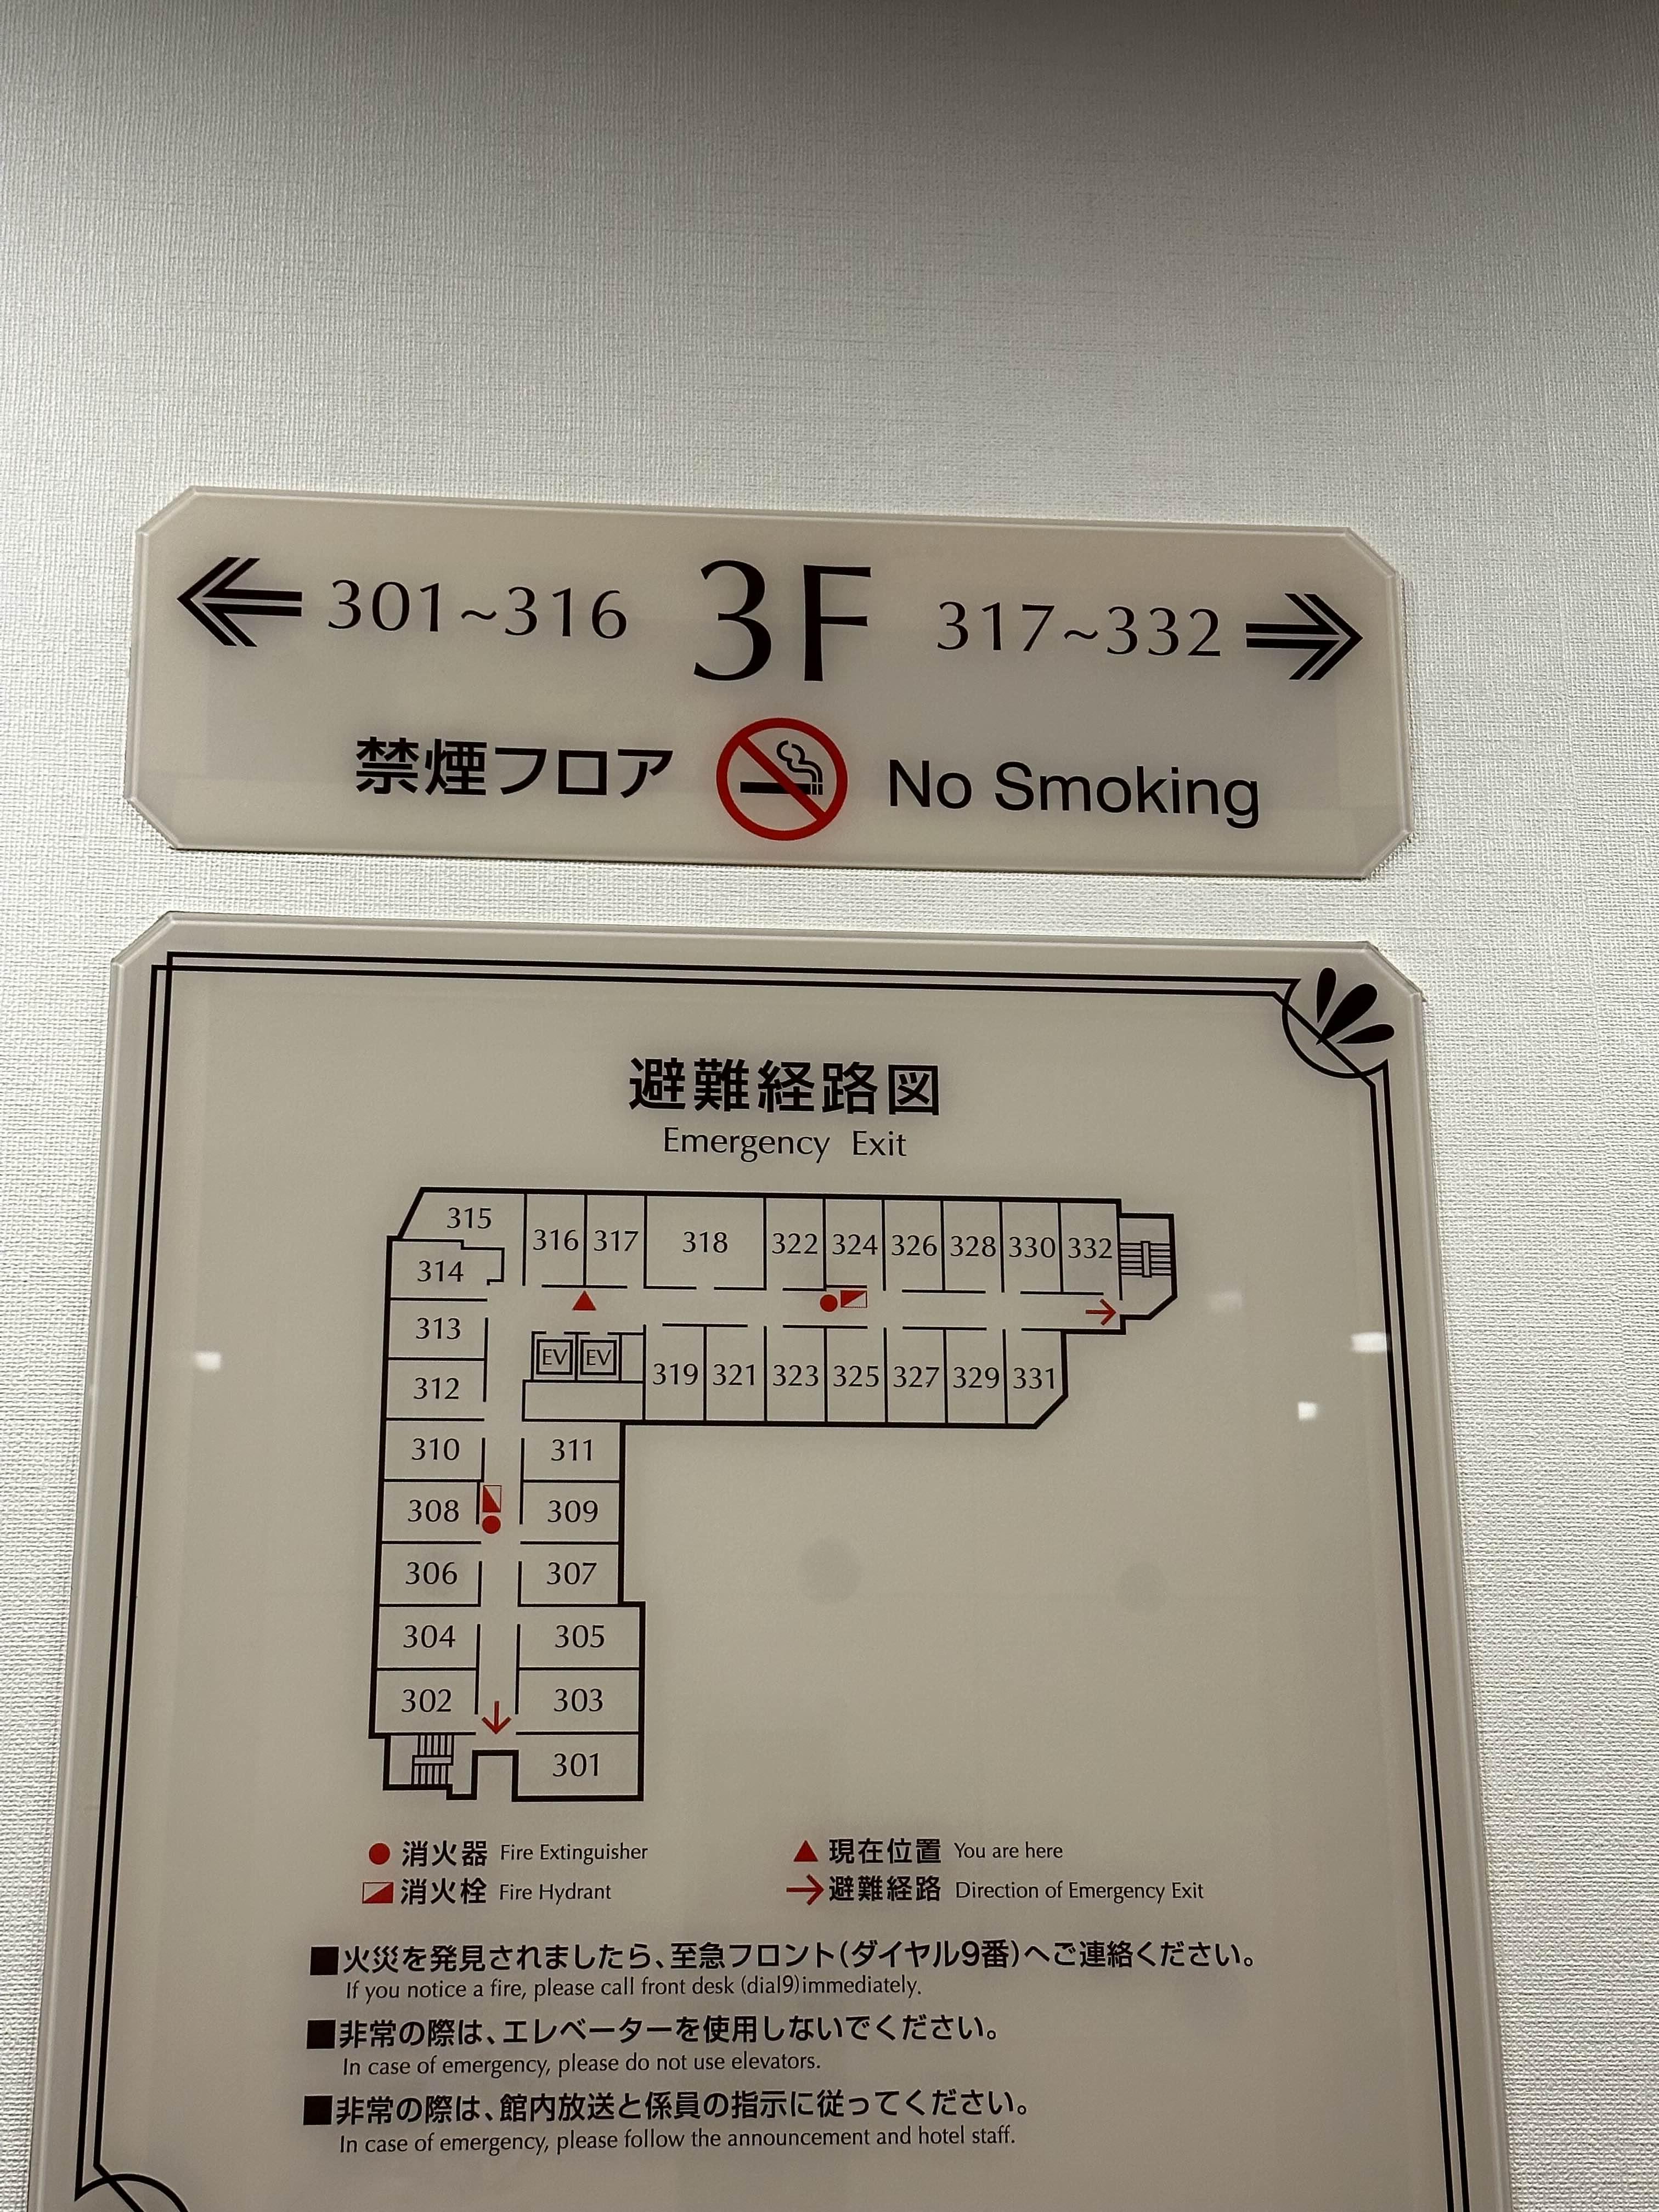 301~316 3F 317~332
禁煙フロア No Smoking
避難経路図
Emergency Exit
315
316 317 318 322 324 326 328 330 332
314
313
EV EV
319 321 323 325 327 329 331
312
310 311
308 309
306 307
304 305
302 303
301
消火器 Fire Extinguisher
現在位置 You are here
消火栓 Fire Hydrant
避難経路 Direction of Emergency Exit
■火災を発見されましたら、至急フロント(ダイヤル9番)へご連絡ください。
If you notice a fire, please call front desk (dial9)immediately.
■非常の際は、エレベーターを使用しないでください。
In case of emergency, please do not use elevators.
■非常の際は、館内放送と係員の指示に従ってください。
In case of emergency, please follow the announcement and hotel staff.